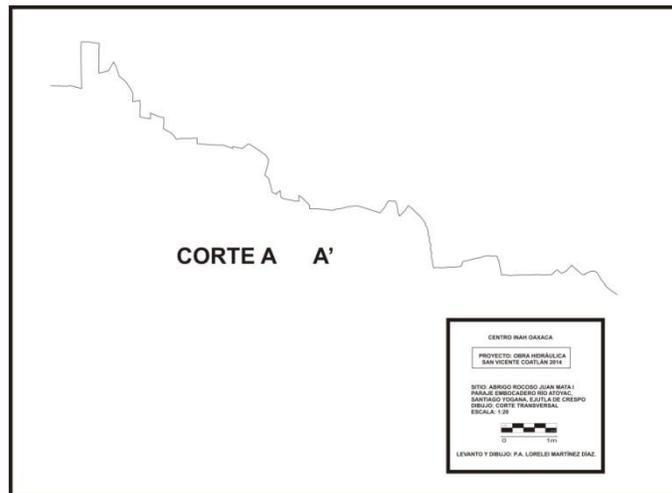 CORTE A A'
CENTRO INAH OAXACA
PROYECTO: OBRA HIDRÁULICA
SAN VICENTE COATLÁN 2014
SITIO: ABRIGO ROCOSO JUAN MATA I
PARAJE EMBOCADERO RÍO ATOYAC,
SANTIAGO YOGANA, EJUTLA DE CRESPO
DIBUJO: CORTE TRANSVERSAL
ESCALA: 1:20
0 1m
LEVANTO Y DIBUJO: P.A. LORELEI MARTÍNEZ DÍAZ.